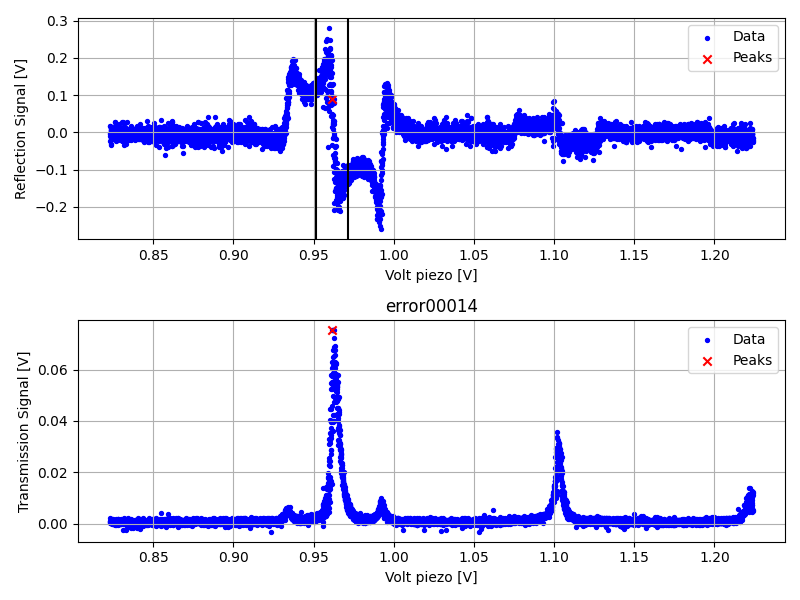 0.3
0.2
0.1
0.0
−0.1
−0.2
Reflection Signal [V]
Data
Peaks
0.85 0.90 0.95 1.00 1.05 1.10 1.15 1.20
Volt piezo [V]
error00014
0.06
0.04
0.02
0.00
Transmission Signal [V]
Data
Peaks
0.85 0.90 0.95 1.00 1.05 1.10 1.15 1.20
Volt piezo [V]